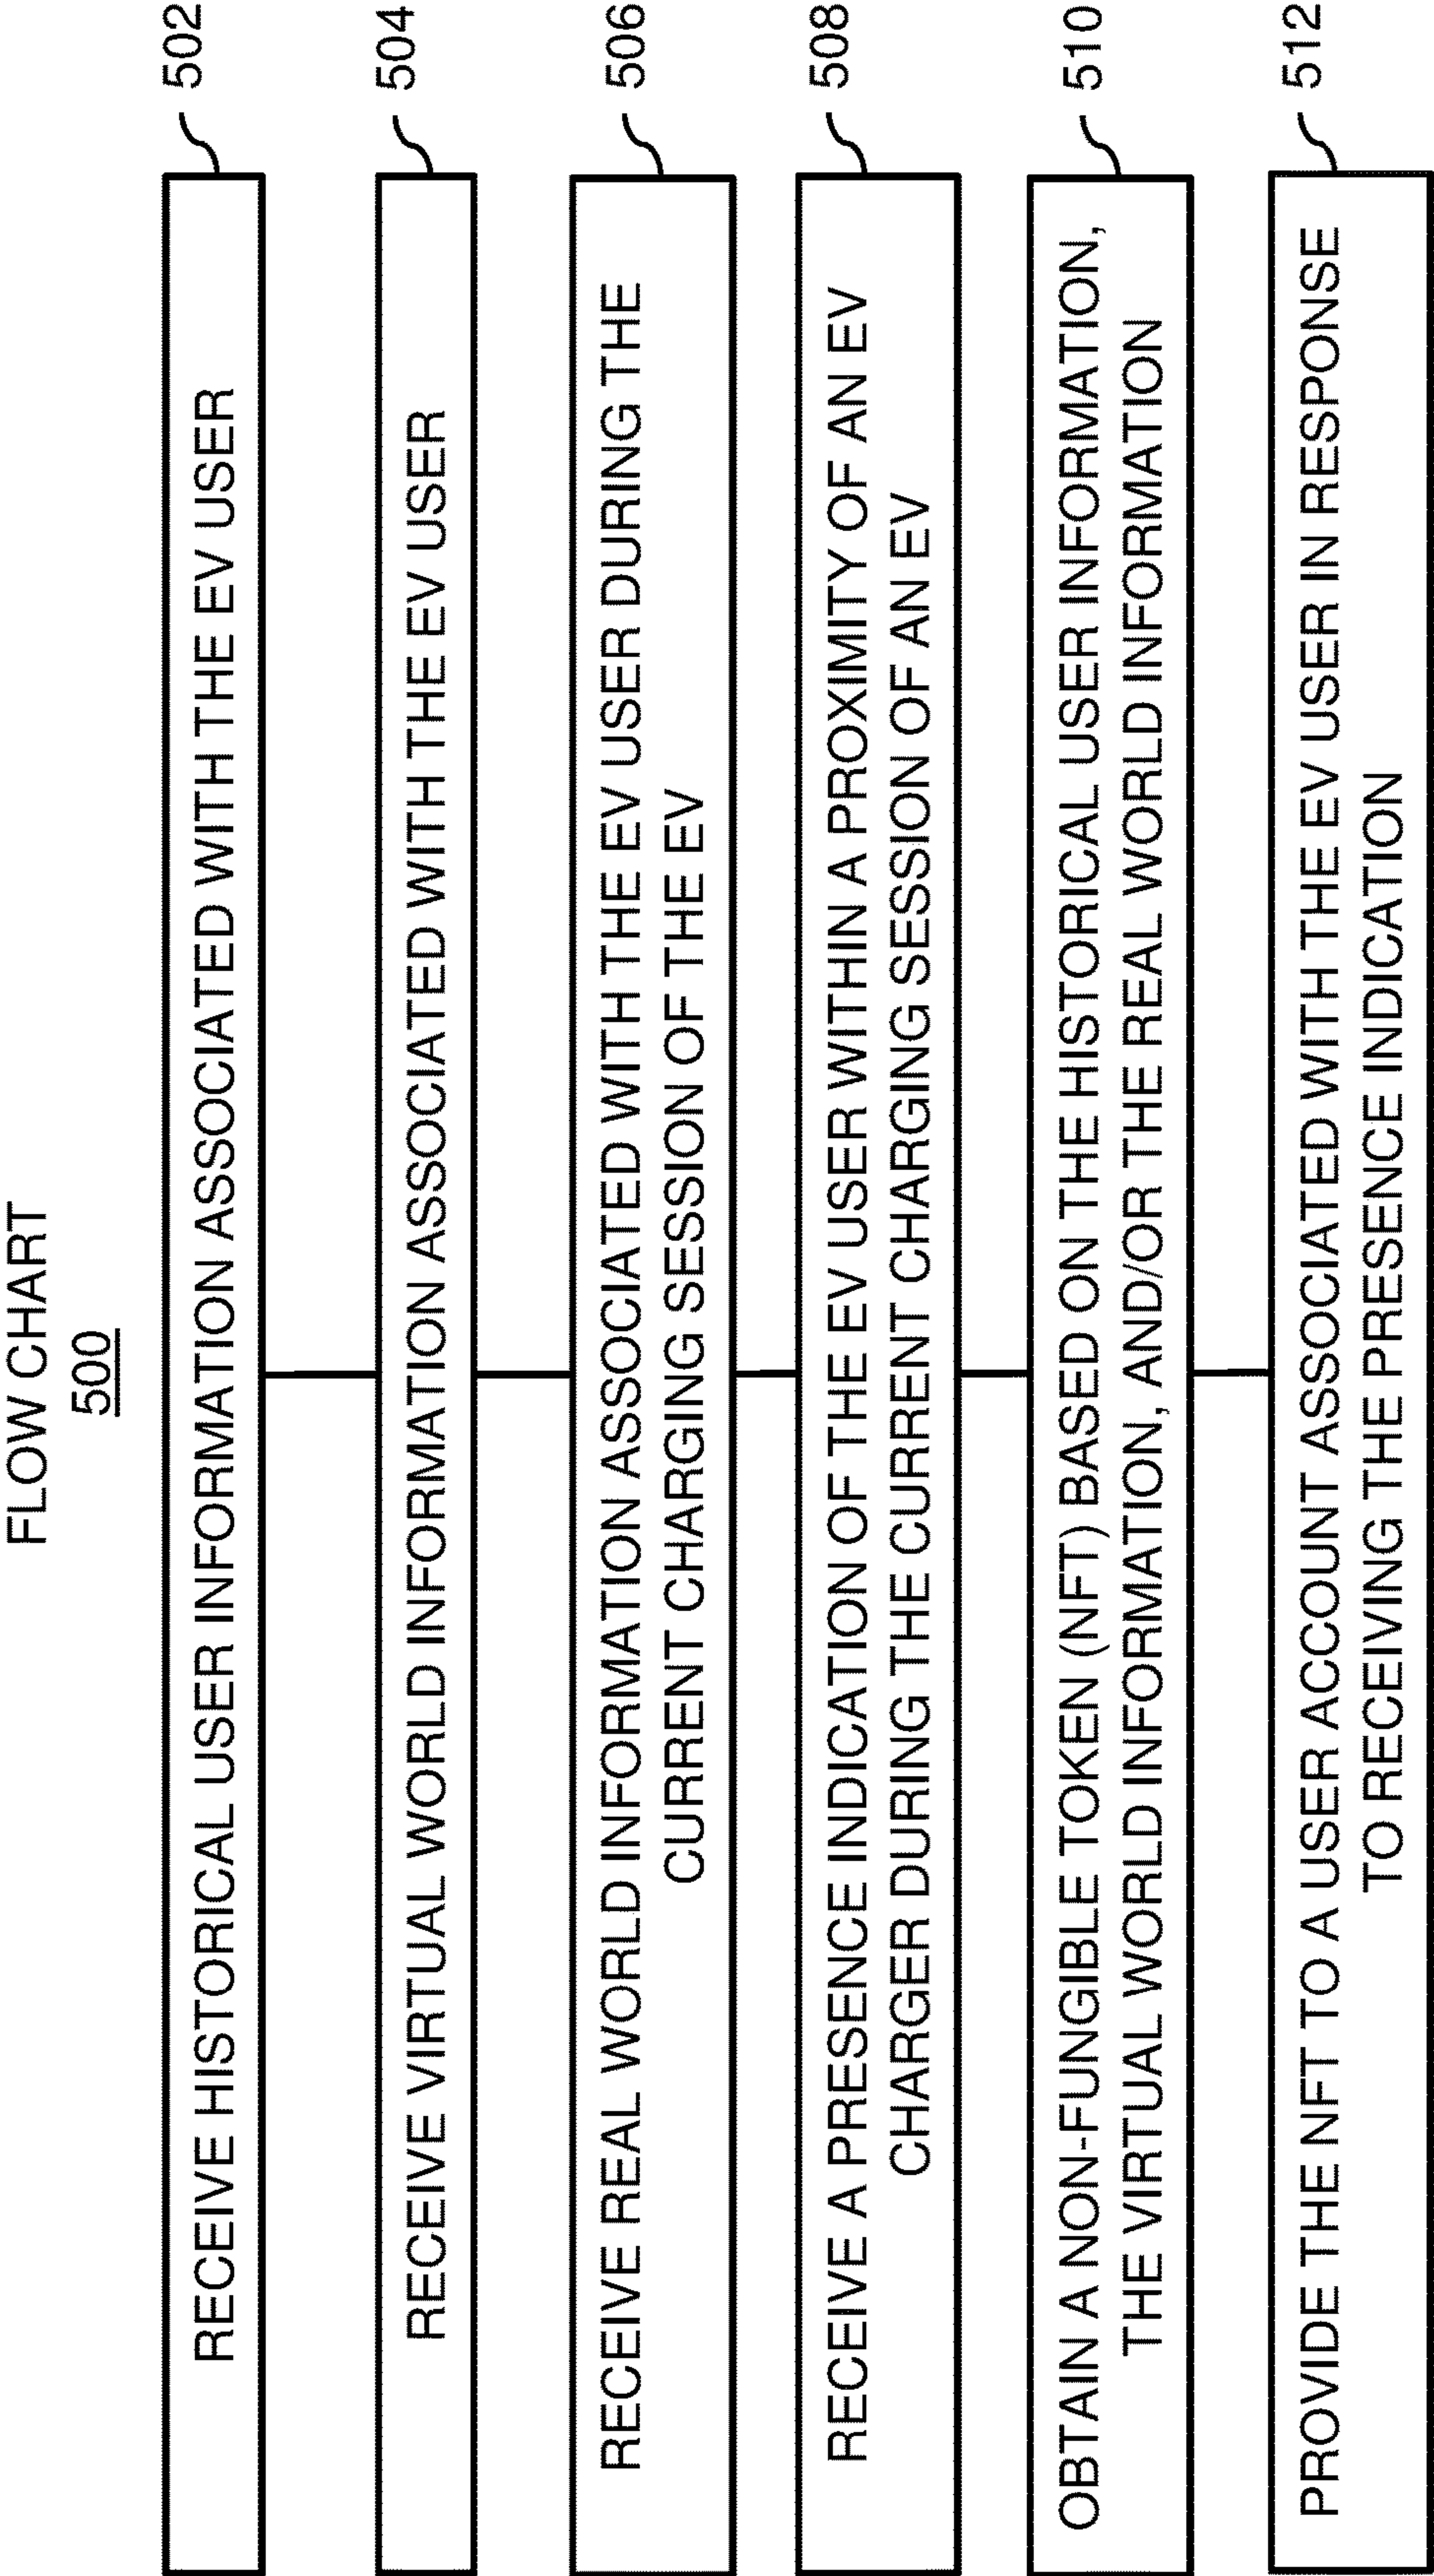 FLOW CHART
500
RECEIVE HISTORICAL USER INFORMATION ASSOCIATED WITH THE EV USER
502
RECEIVE VIRTUAL WORLD INFORMATION ASSOCIATED WITH THE EV USER
504
RECEIVE REAL WORLD INFORMATION ASSOCIATED WITH THE EV USER DURING THE
CURRENT CHARGING SESSION OF THE EV
506
RECEIVE A PRESENCE INDICATION OF THE EV USER WITHIN A PROXIMITY OF AN EV
CHARGER DURING THE CURRENT CHARGING SESSION OF AN EV
508
OBTAIN A NON-FUNGIBLE TOKEN (NFT) BASED ON THE HISTORICAL USER INFORMATION,
THE VIRTUAL WORLD INFORMATION, AND/OR THE REAL WORLD INFORMATION
510
PROVIDE THE NFT TO A USER ACCOUNT ASSOCIATED WITH THE EV USER IN RESPONSE
TO RECEIVING THE PRESENCE INDICATION
512